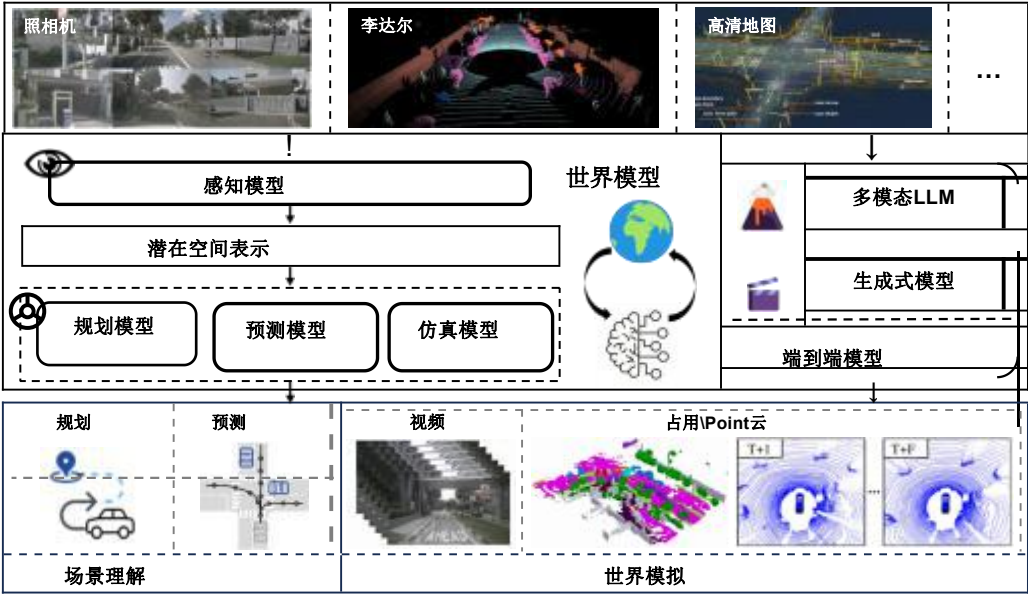 照相机
李达尔
高清地图
...
感知模型
世界模型
多模态LLM
潜在空间表示
生成式模型
规划模型
预测模型
仿真模型
端到端模型
规划
预测
视频
占用\Point云
T+1
...
T+F
场景理解
世界模拟